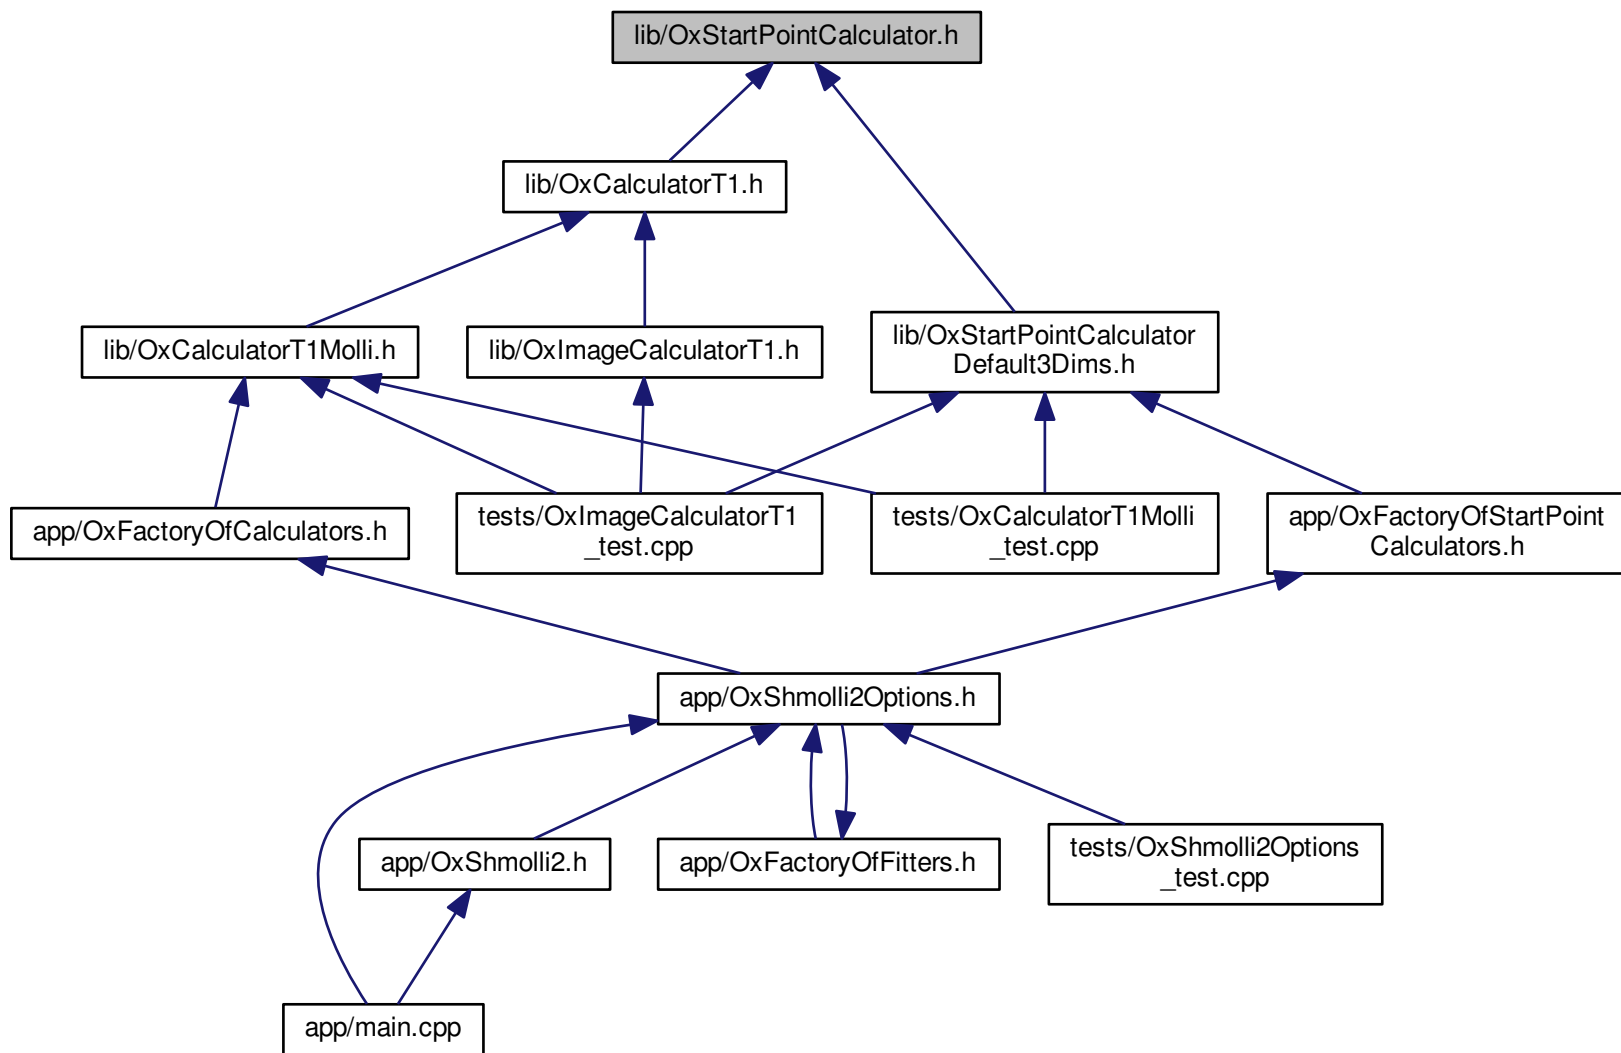 lib/OxStartPointCalculator.h
lib/OxCalculatorT1.h
lib/OxCalculatorT1Molli.h
lib/OxImageCalculatorT1.h
lib/OxStartPointCalculator
Default3Dims.h
app/OxFactoryOfCalculators.h
tests/OxImageCalculatorT1
_test.cpp
tests/OxCalculatorT1Molli
_test.cpp
app/OxFactoryOfStartPoint
Calculators.h
app/OxShmolli2Options.h
app/OxShmolli2.h
app/OxFactoryOfFitters.h
tests/OxShmolli2Options
_test.cpp
app/main.cpp